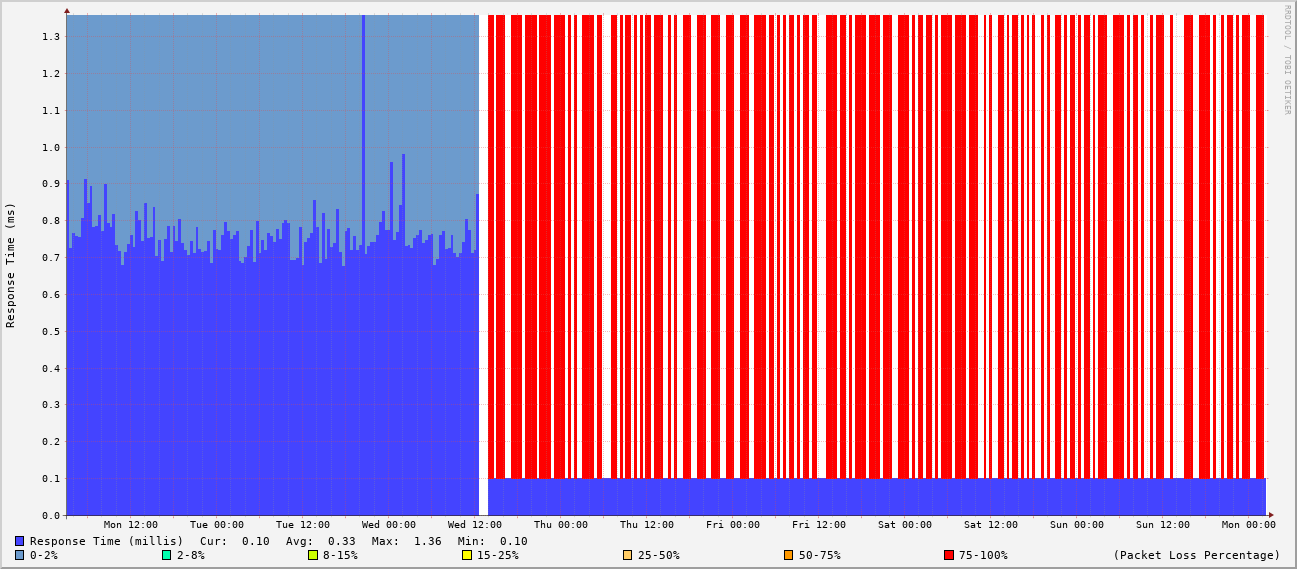 RRDTOOL / TOBI OETIKER
Response Time (ms)
1.3
1.2
1.1
1.0
0.9
0.8
0.7
0.6
0.5
0.4
0.3
0.2
0.1
0.0
Mon 12:00 Tue 00:00 Tue 12:00 Wed 00:00 Wed 12:00 Thu 00:00 Thu 12:00 Fri 00:00 Fri 12:00 Sat 00:00 Sat 12:00 Sun 00:00 Sun 12:00 Mon 00:00
Response Time (millis) Cur: 0.10 Avg: 0.33 Max: 1.36 Min: 0.10
0-2% 2-8% 8-15% 15-25% 25-50% 50-75% 75-100% (Packet Loss Percentage)